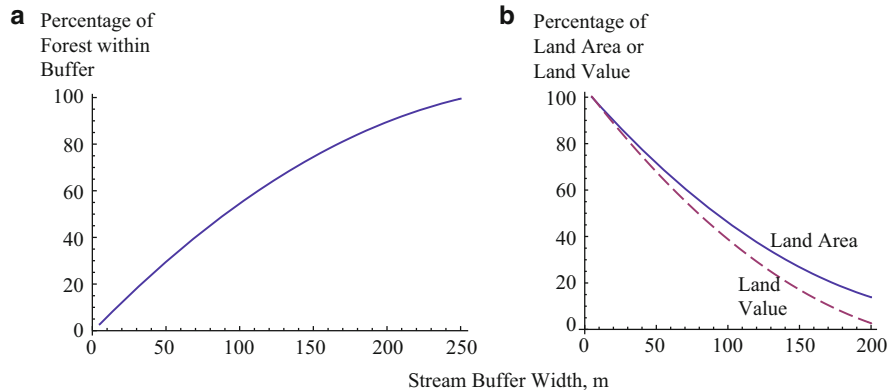 a
Percentage of
Forest within
Buffer
100
80
60
40
20
0
0 50 100 150 200 250
b
Percentage of
Land Area or
Land Value
100
80
60
40
20
0
Land Area
Land
Value
0 50 100 150 200
Stream Buffer Width, m